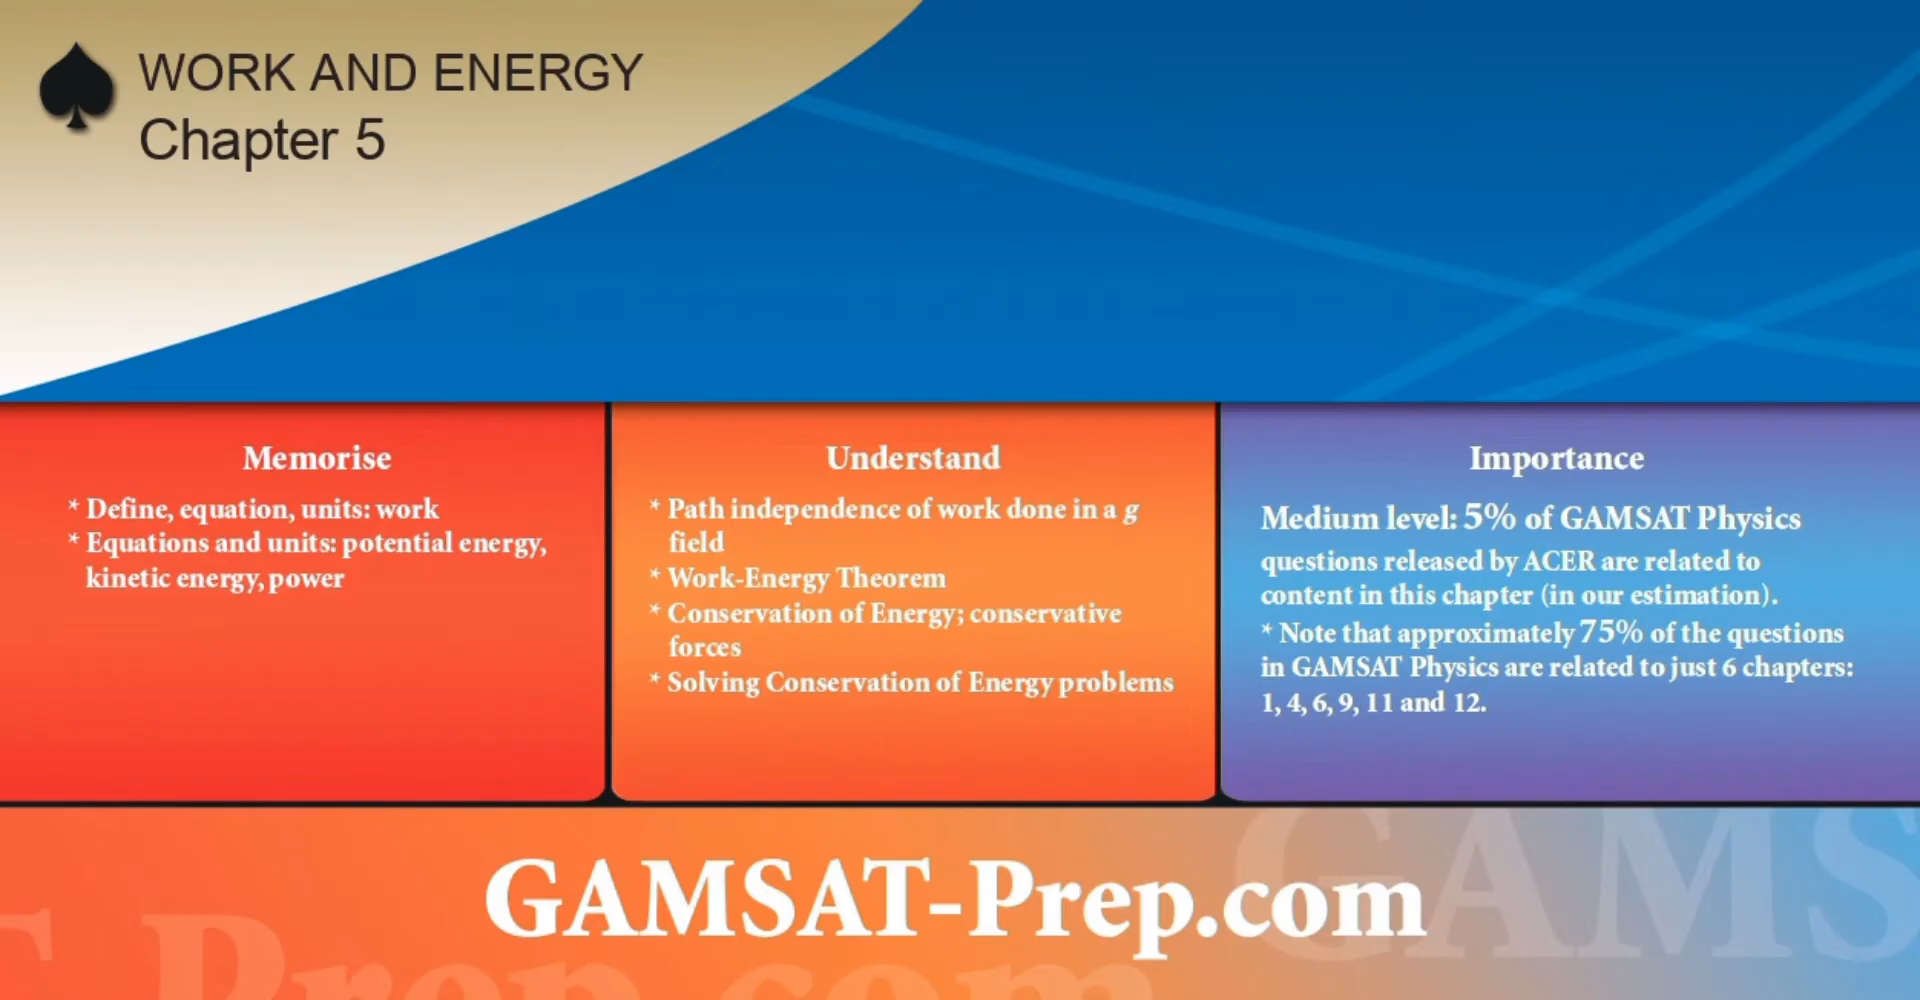 WORK AND ENERGY
Chapter 5
Memorise
* Define, equation, units: work
* Equations and units: potential energy,
kinetic energy, power
Understand
* Path independence of work done in a g
field
* Work-Energy Theorem
* Conservation of Energy; conservative
forces
* Solving Conservation of Energy problems
Importance
Medium level: 5% of GAMSAT Physics
questions released by ACER are related to
content in this chapter (in our estimation).
* Note that approximately 75% of the questions
in GAMSAT Physics are related to just 6 chapters:
1, 4, 6, 9, 11 and 12.
GAMSAT-Prep.com
GAMS
T-Prep.com